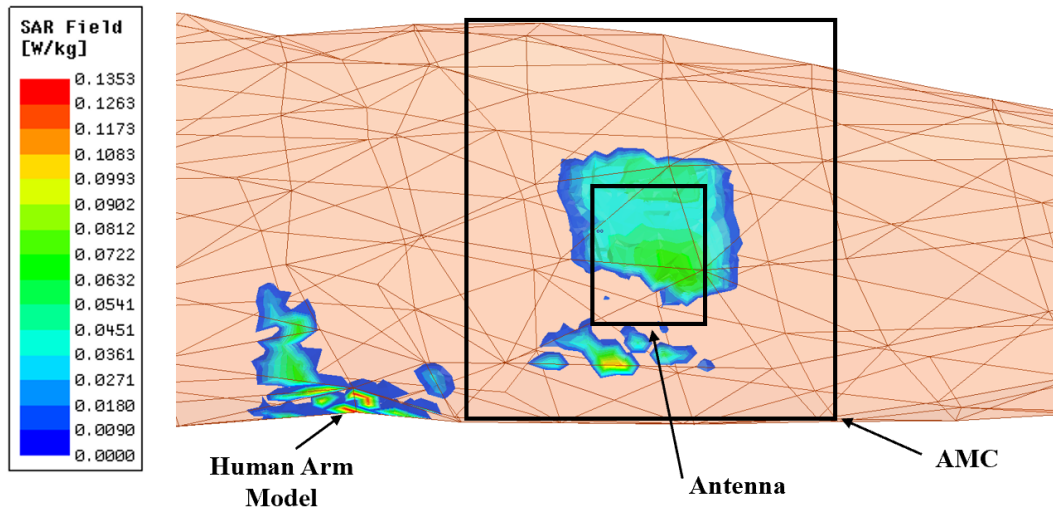 SAR Field
[W/kg]
0.1353
0.1263
0.1173
0.1083
0.0993
0.0902
0.0812
0.0722
0.0632
0.0541
0.0451
0.0361
0.0271
0.0180
0.0090
0.0000
Human Arm
Model
Antenna
AMC